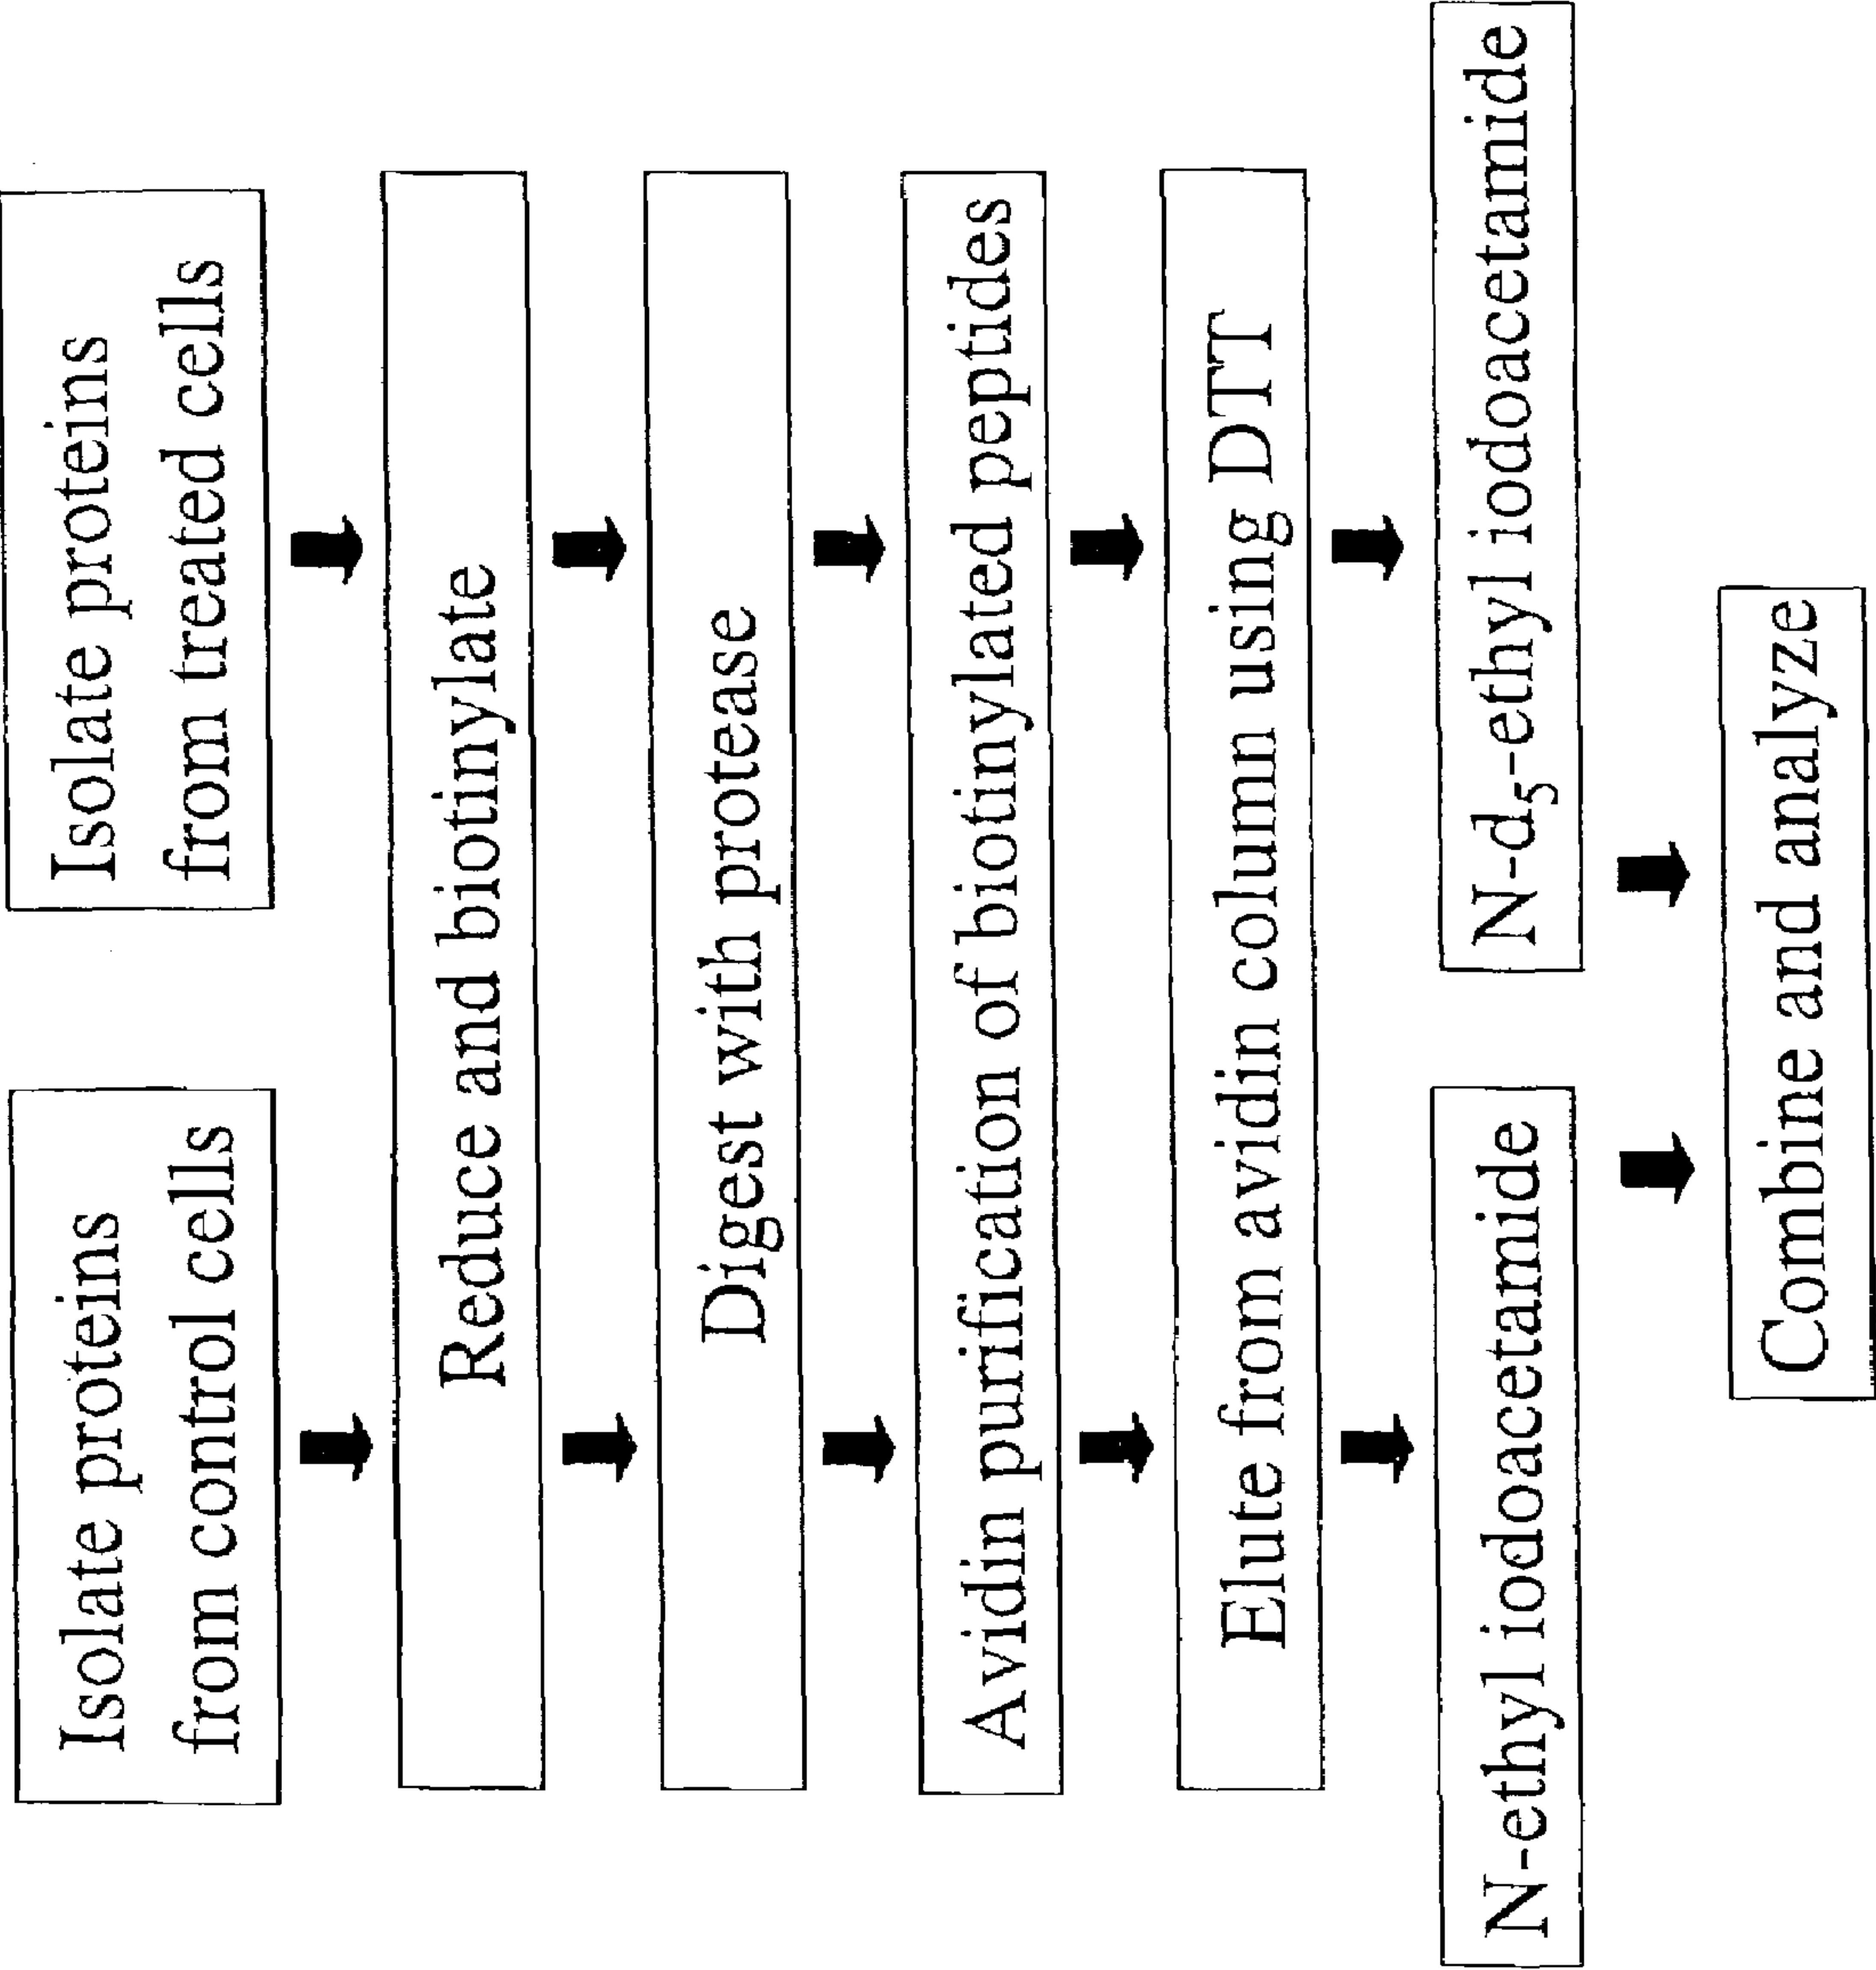 Isolate proteins
from control cells
Isolate proteins
from treated cells
Reduce and biotinylate
Digest with protease
Avidin purification of biotinylated peptides
Elute from avidin column using DTT
N-ethyl iodoacetamide
N-d₅-ethyl iodoacetamide
Combine and analyze